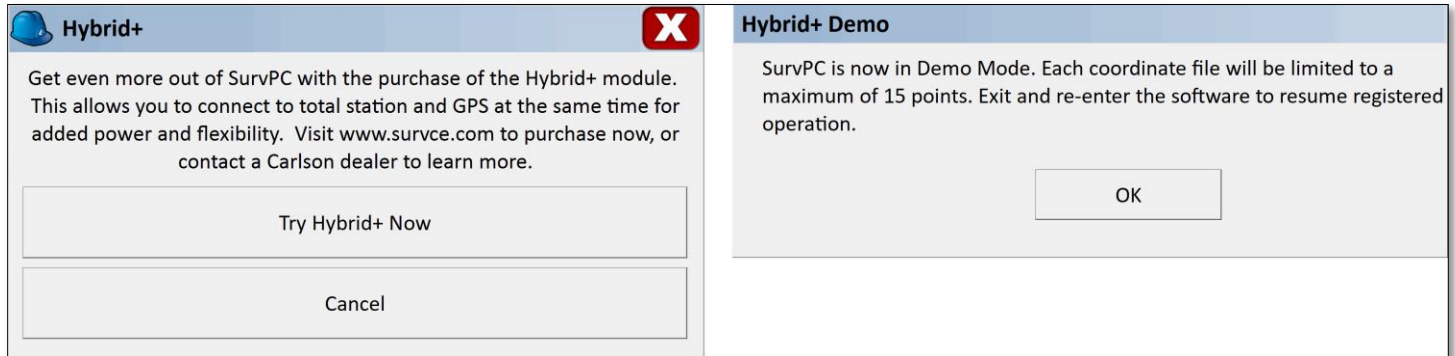 Hybrid+
X
Get even more out of SurvPC with the purchase of the Hybrid+ module.
This allows you to connect to total station and GPS at the same time for
added power and flexibility. Visit www.survce.com to purchase now, or
contact a Carlson dealer to learn more.
Try Hybrid+ Now
Cancel
Hybrid+ Demo
SurvPC is now in Demo Mode. Each coordinate file will be limited to a
maximum of 15 points. Exit and re-enter the software to resume registered
operation.
OK